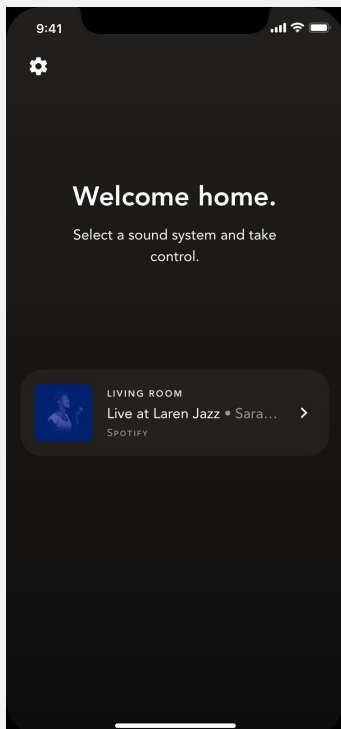 9:41
Welcome home.
Select a sound system and take
control.
LIVING ROOM
Live at Laren Jazz • Sara...
SPOTIFY